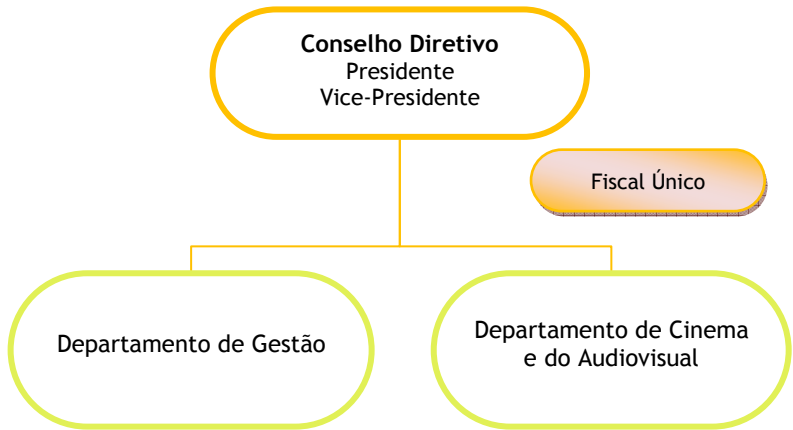 Conselho Diretivo
Presidente
Vice-Presidente
Fiscal Único
Departamento de Gestão
Departamento de Cinema
e do Audiovisual